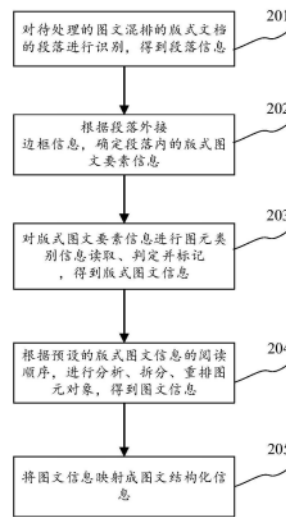 201
对待处理的图文混排的版式文档
的段落进行识别，得到段落信息
202
根据段落外接
边框信息，确定段落内的版式图
文要素信息
203
对版式图文要素信息进行图元类
别信息读取、判定并标记
，得到版式图文信息
204
根据预设的版式图文信息的阅读
顺序，进行分析、拆分、重排图
元对象，得到图文信息
205
将图文信息映射成图文结构化信
息